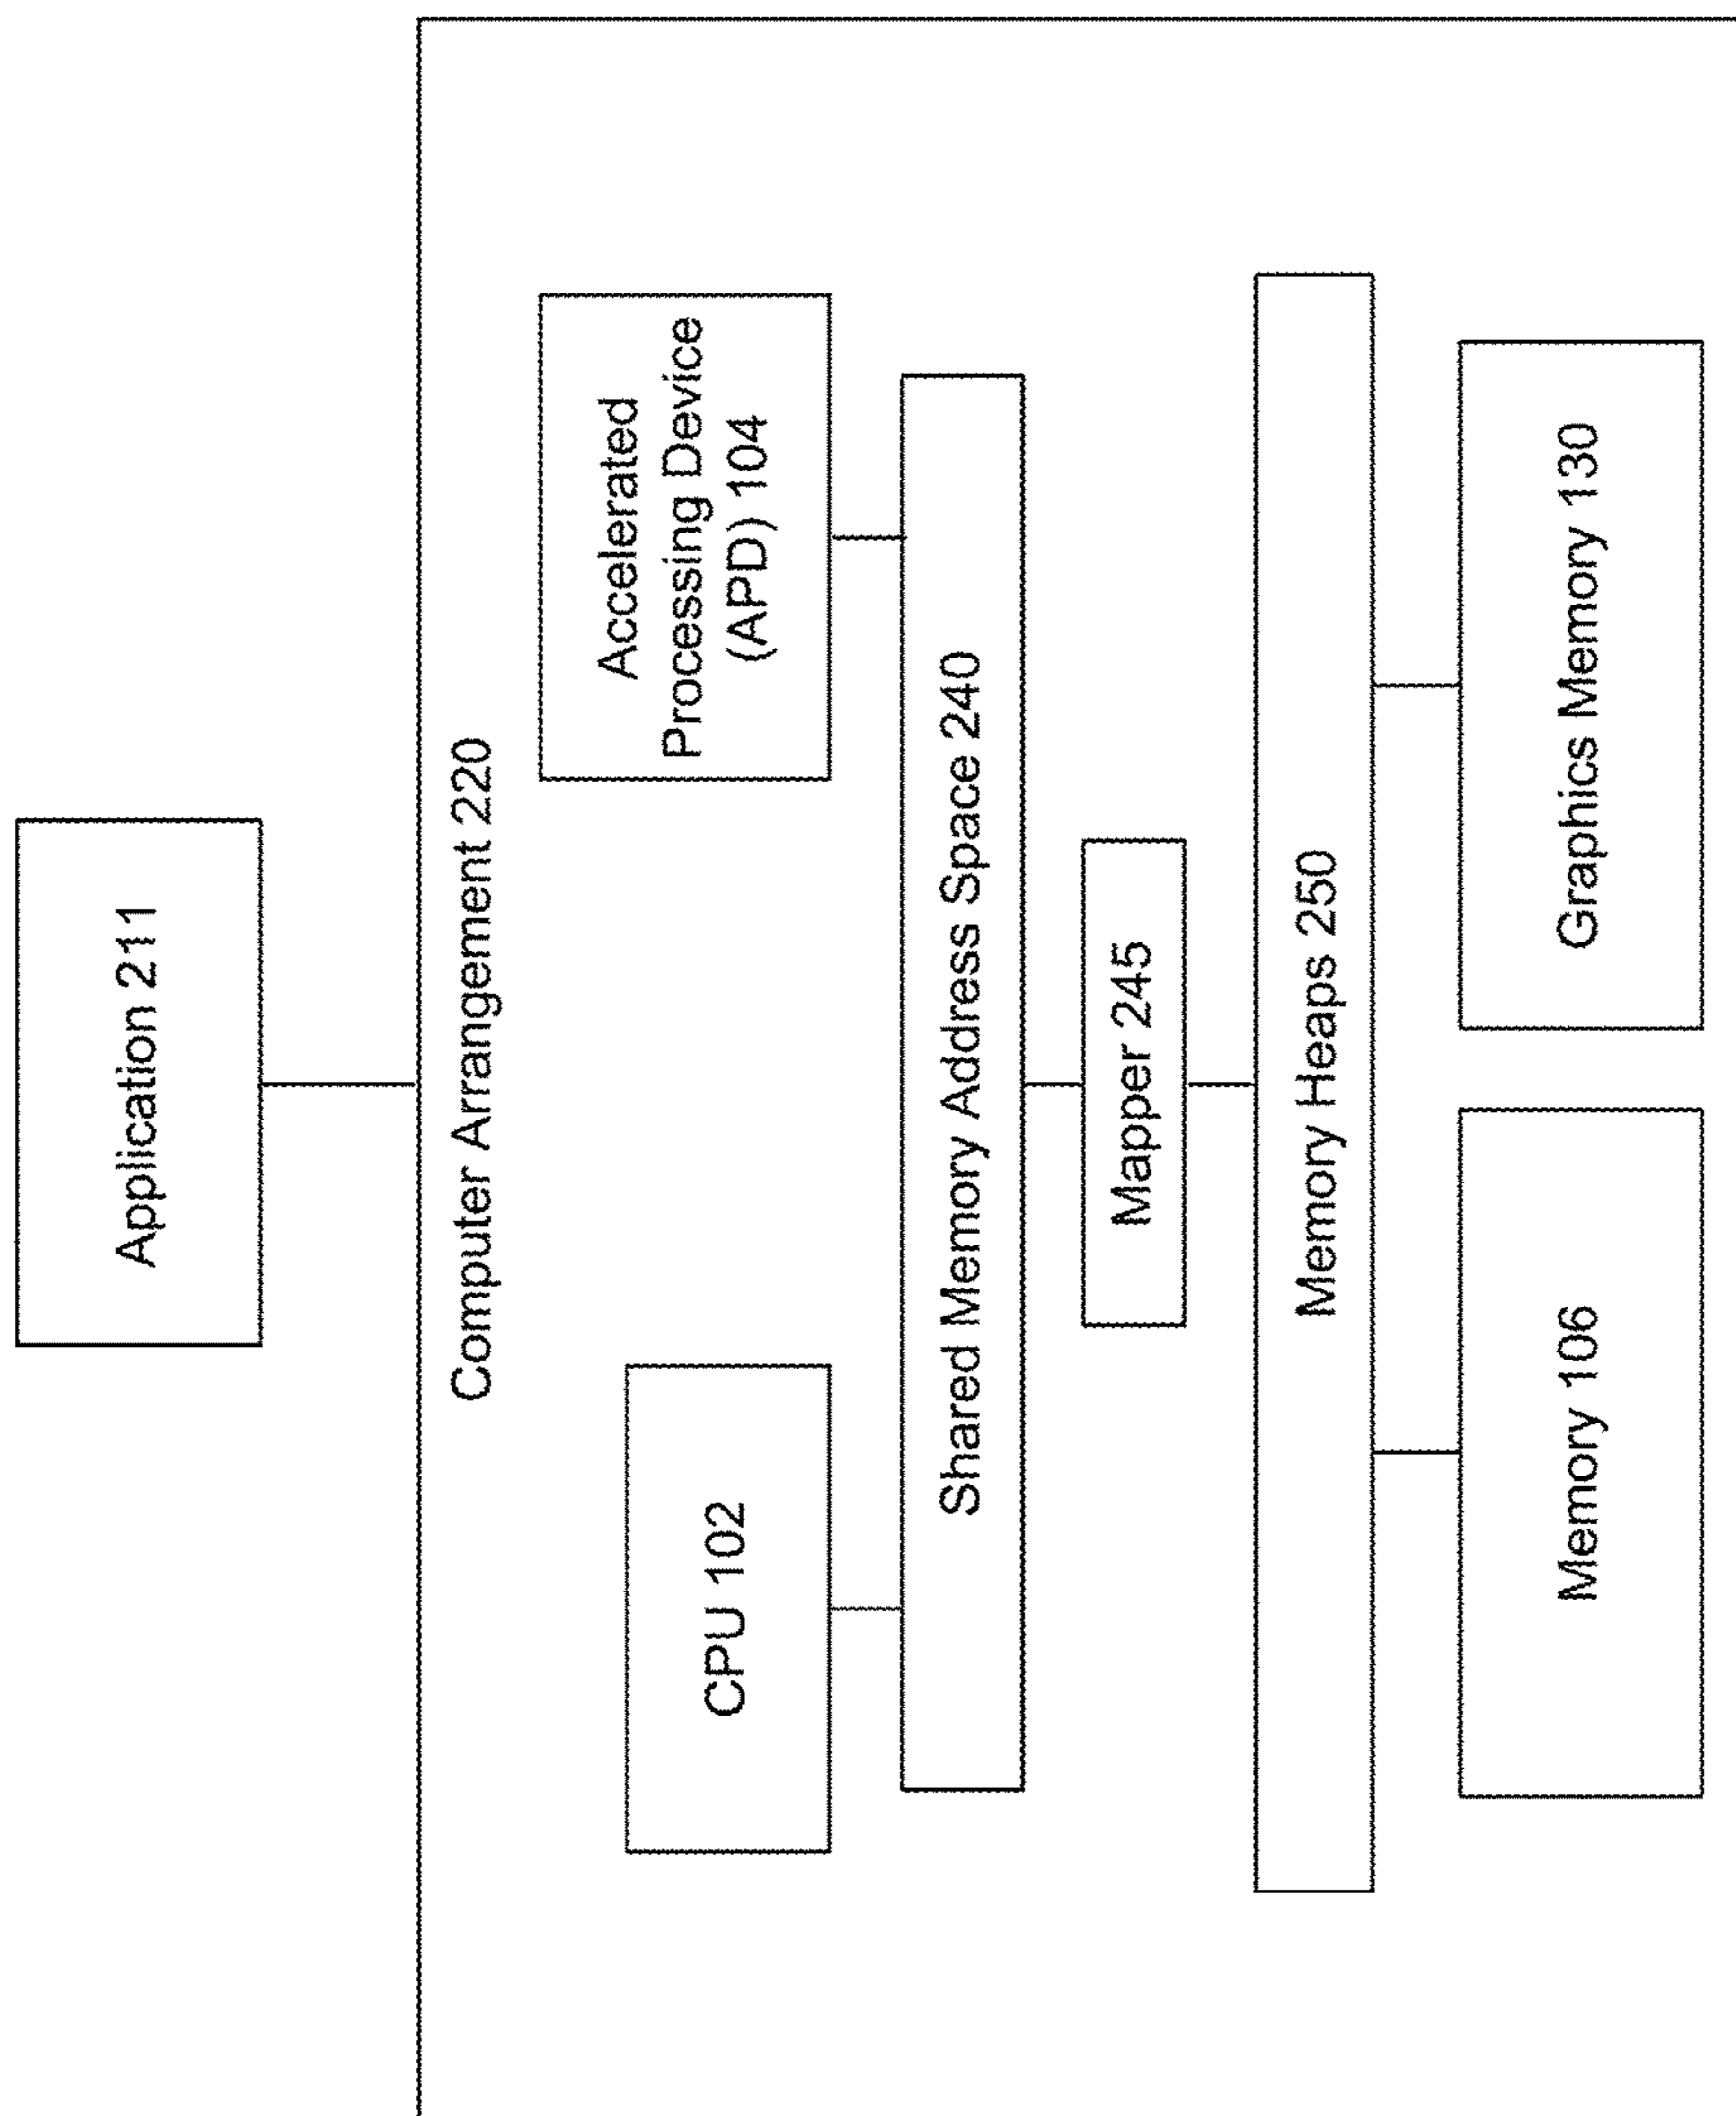 Application 211
Computer Arrangement 220
CPU 102
Accelerated
Processing Device
(APD) 104
Shared Memory Address Space 240
Mapper 245
Memory Heaps 250
Memory 106
Graphics Memory 130